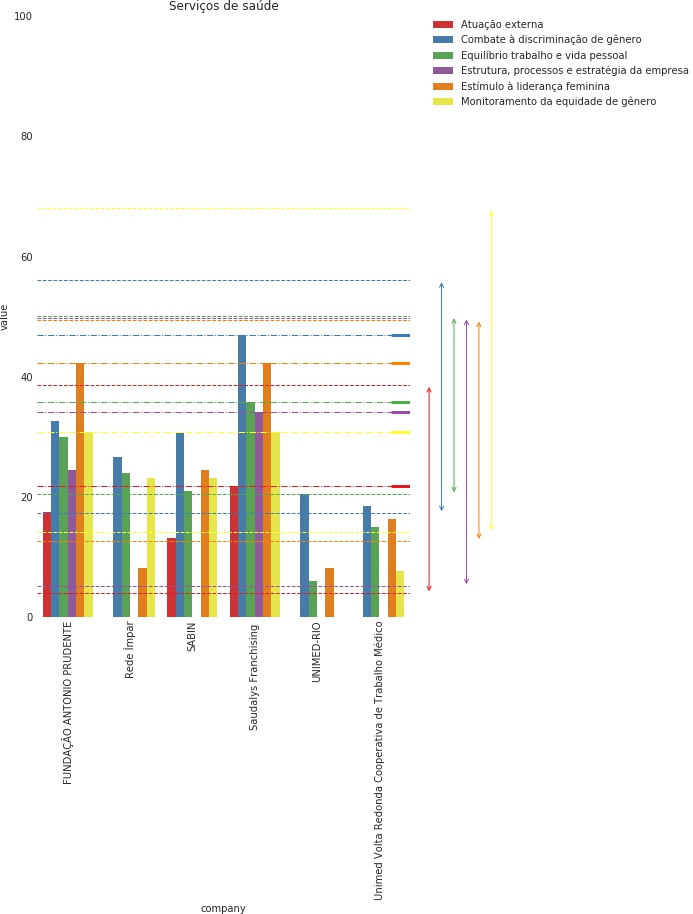 Serviços de saúde
100
80
60
40
20
0
value
Atuação externa
Combate à discriminação de gênero
Equilíbrio trabalho e vida pessoal
Estrutura, processos e estratégia da empresa
Estímulo à liderança feminina
Monitoramento da equidade de gênero
FUNDAÇÃO ANTONIO PRUDENTE
Rede Ímpar
SABIN
Saudalys Franchising
UNIMED-RIO
Unimed Volta Redonda Cooperativa de Trabalho Médico
company